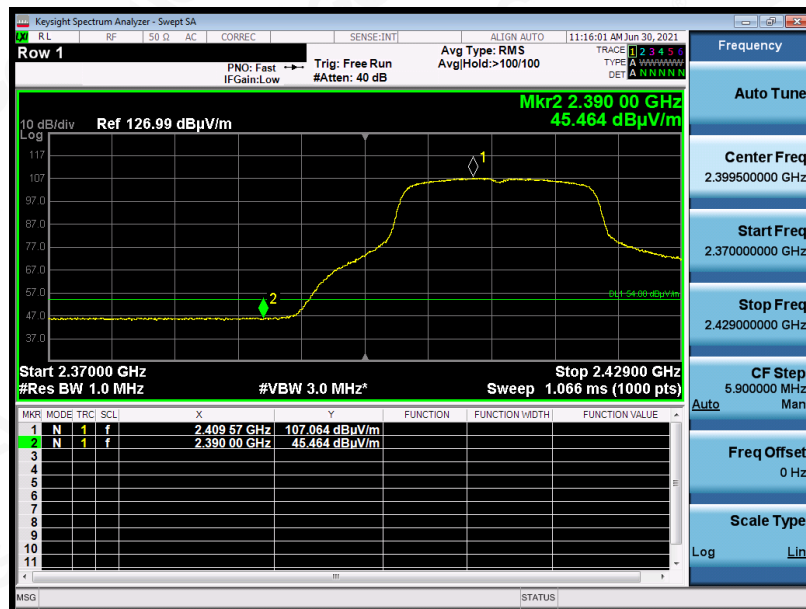 Keysight Spectrum Analyzer - Swept SA
LXI RL RF 50 Ω AC CORREC SENSE:INT ALIGN AUTO 11:16:01 AM Jun 30, 2021
Row 1
PNO: Fast
IFGain:Low
Trig: Free Run
#Atten: 40 dB
Avg Type: RMS
Avg|Hold:>100/100
TRACE 1 2 3 4 5 6
TYPE A WWWWW
DET A N N N N N
Mkr2 2.390 00 GHz
45.464 dBµV/m
10 dB/div Ref 126.99 dBµV/m
Log
117
107
97.0
87.0
77.0
67.0
57.0
47.0
37.0
1
2
DL1 54.00 dBµV/m
Start 2.37000 GHz Stop 2.42900 GHz
#Res BW 1.0 MHz #VBW 3.0 MHz* Sweep 1.066 ms (1000 pts)
MKR MODE TRC SCL X Y FUNCTION FUNCTION WIDTH FUNCTION VALUE
1 N 1 f 2.409 57 GHz 107.064 dBµV/m
2 N 1 f 2.390 00 GHz 45.464 dBµV/m
3
4
5
6
7
8
9
10
11
MSG STATUS
Frequency
Auto Tune
Center Freq
2.399500000 GHz
Start Freq
2.370000000 GHz
Stop Freq
2.429000000 GHz
CF Step
5.900000 MHz
Auto Man
Freq Offset
0 Hz
Scale Type
Log Lin